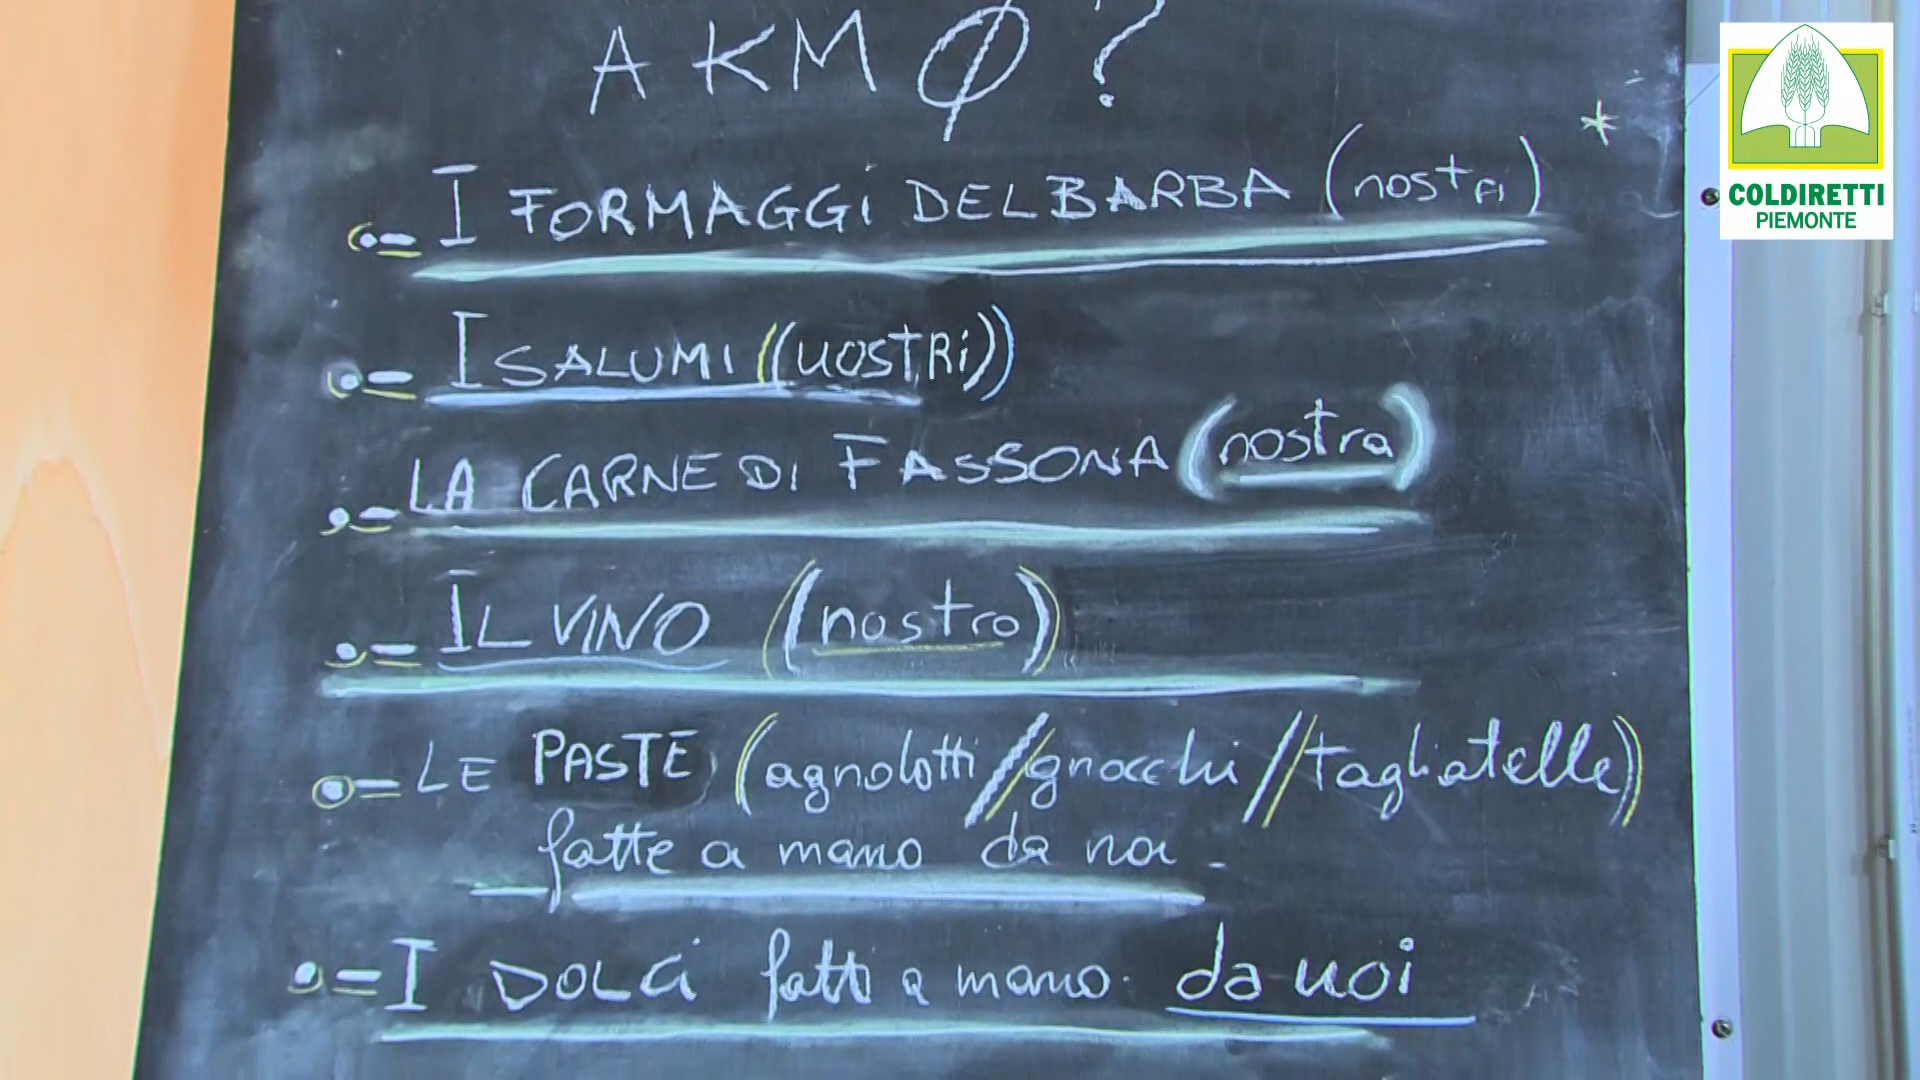 A KM Ø ?
*
I FORMAGGI DEL BARBA (nostri)
I SALUMI ((nostri))
LA CARNE DI FASSONA (nostra)
IL VINO (nostro)
LE PASTE (agnolotti // gnocchi // tagliatelle)
fatte a mano da noi -
I DOLCI fatti a mano da noi
COLDIRETTI
PIEMONTE